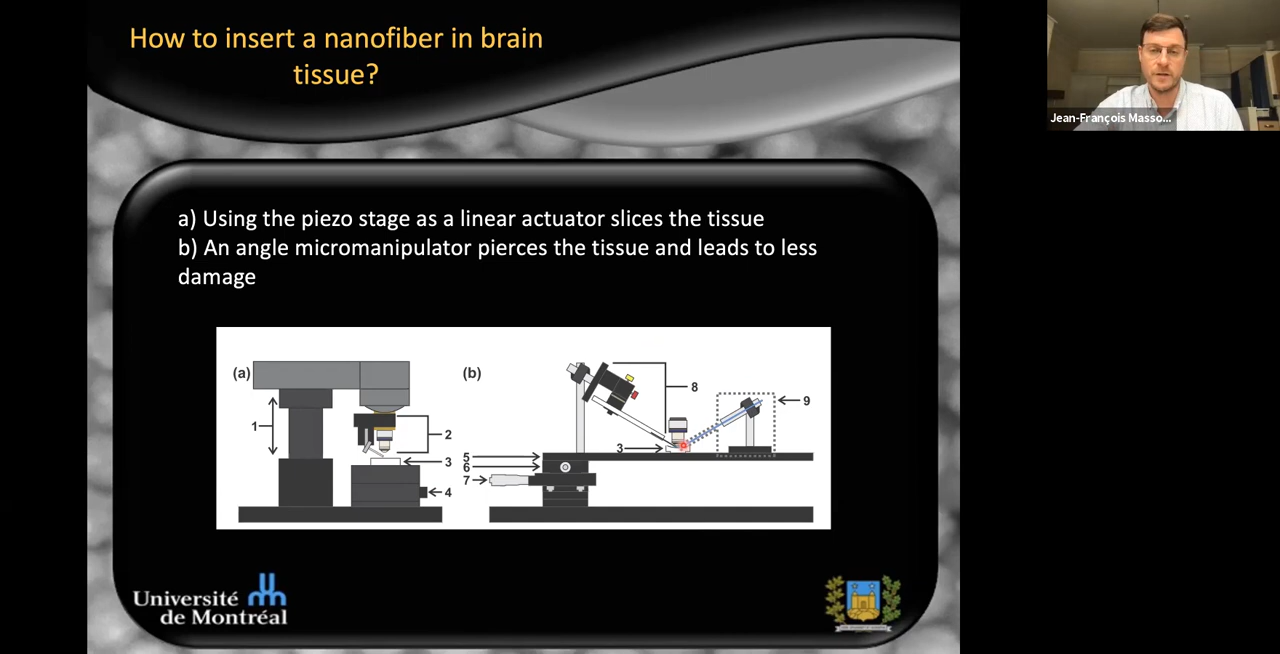 How to insert a nanofiber in brain
tissue?
Jean-François Masso...
a) Using the piezo stage as a linear actuator slices the tissue
b) An angle micromanipulator pierces the tissue and leads to less
damage
(a)
1
2
3
4
(b)
8
9
3
5
6
7
Université
de Montréal